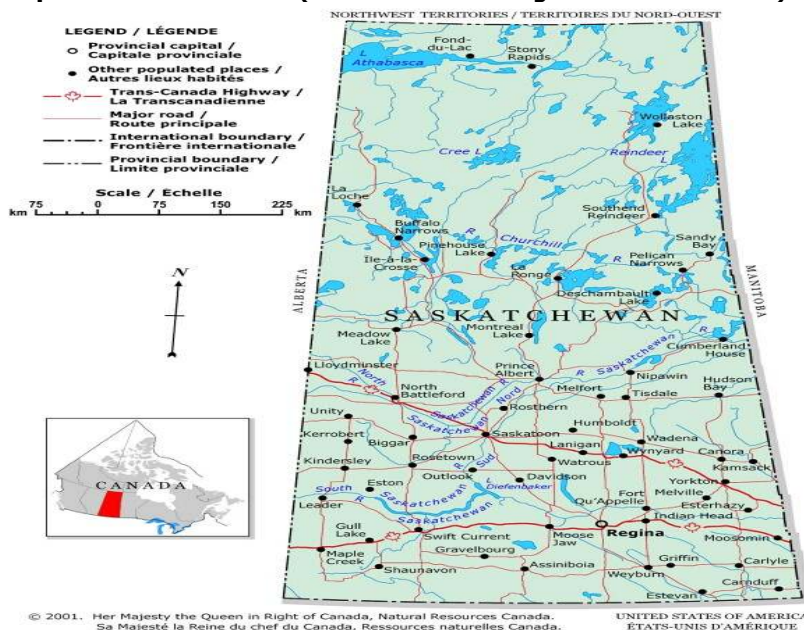 NORTHWEST TERRITORIES / TERRITOIRES DU NORD-OUEST
LEGEND / LÉGENDE
Provincial capital /
Capitale provinciale
Other populated places /
Autres lieux habités
Trans-Canada Highway /
La Transcanadienne
Major road /
Route principale
International boundary /
Frontière internationale
Provincial boundary /
Limite provinciale
Scale / Échelle
km 75 0 75 150 225 km
N
ALBERTA
MANITOBA
CANADA
Fond-
du-Lac
Stony
Rapids
L
Athabasca
Wollaston
Lake
Cree L
Reindeer
L
La
Loche
Southend
Reindeer
Buffalo
Narrows
R Churchill R
Pinehouse
Lake
Île-à-la-
Crosse
Sandy
Bay
Pelican
Narrows
La
Ronge
Deschambault
Lake
SASKATCHEWAN
Meadow
Lake
Montreal
Lake
Cumberland
House
Lloydminster
North
R
Prince
Albert
R Saskatchewan R
Nipawin
Hudson
Bay
North
Battleford
Melfort
Tisdale
Saskatchewan R
Saskatchewan Nord
Rosthern
Unity
Humboldt
Kerrobert
Biggar
Saskatoon
Lanigan
Wadena
Wynyard
Canora
Kamsack
Kindersley
Rosetown
Outlook
R Sud
Watrous
Davidson
L
Diefenbaker
Eston
Yorkton
Melville
Esterhazy
South
R
Saskatchewan
Saskatchewan
Leader
Fort
Qu'Appelle
Indian Head
Regina
Moosomin
Gull
Lake
Swift Current
Moose
Jaw
Maple
Creek
Gravelbourg
Shaunavon
Assiniboia
Weyburn
Griffin
Carlyle
Estevan
Carnduff
© 2001. Her Majesty the Queen in Right of Canada, Natural Resources Canada.
Sa Majesté la Reine du chef du Canada, Ressources naturelles Canada.
UNITED STATES OF AMERICA
ÉTATS-UNIS D'AMÉRIQUE